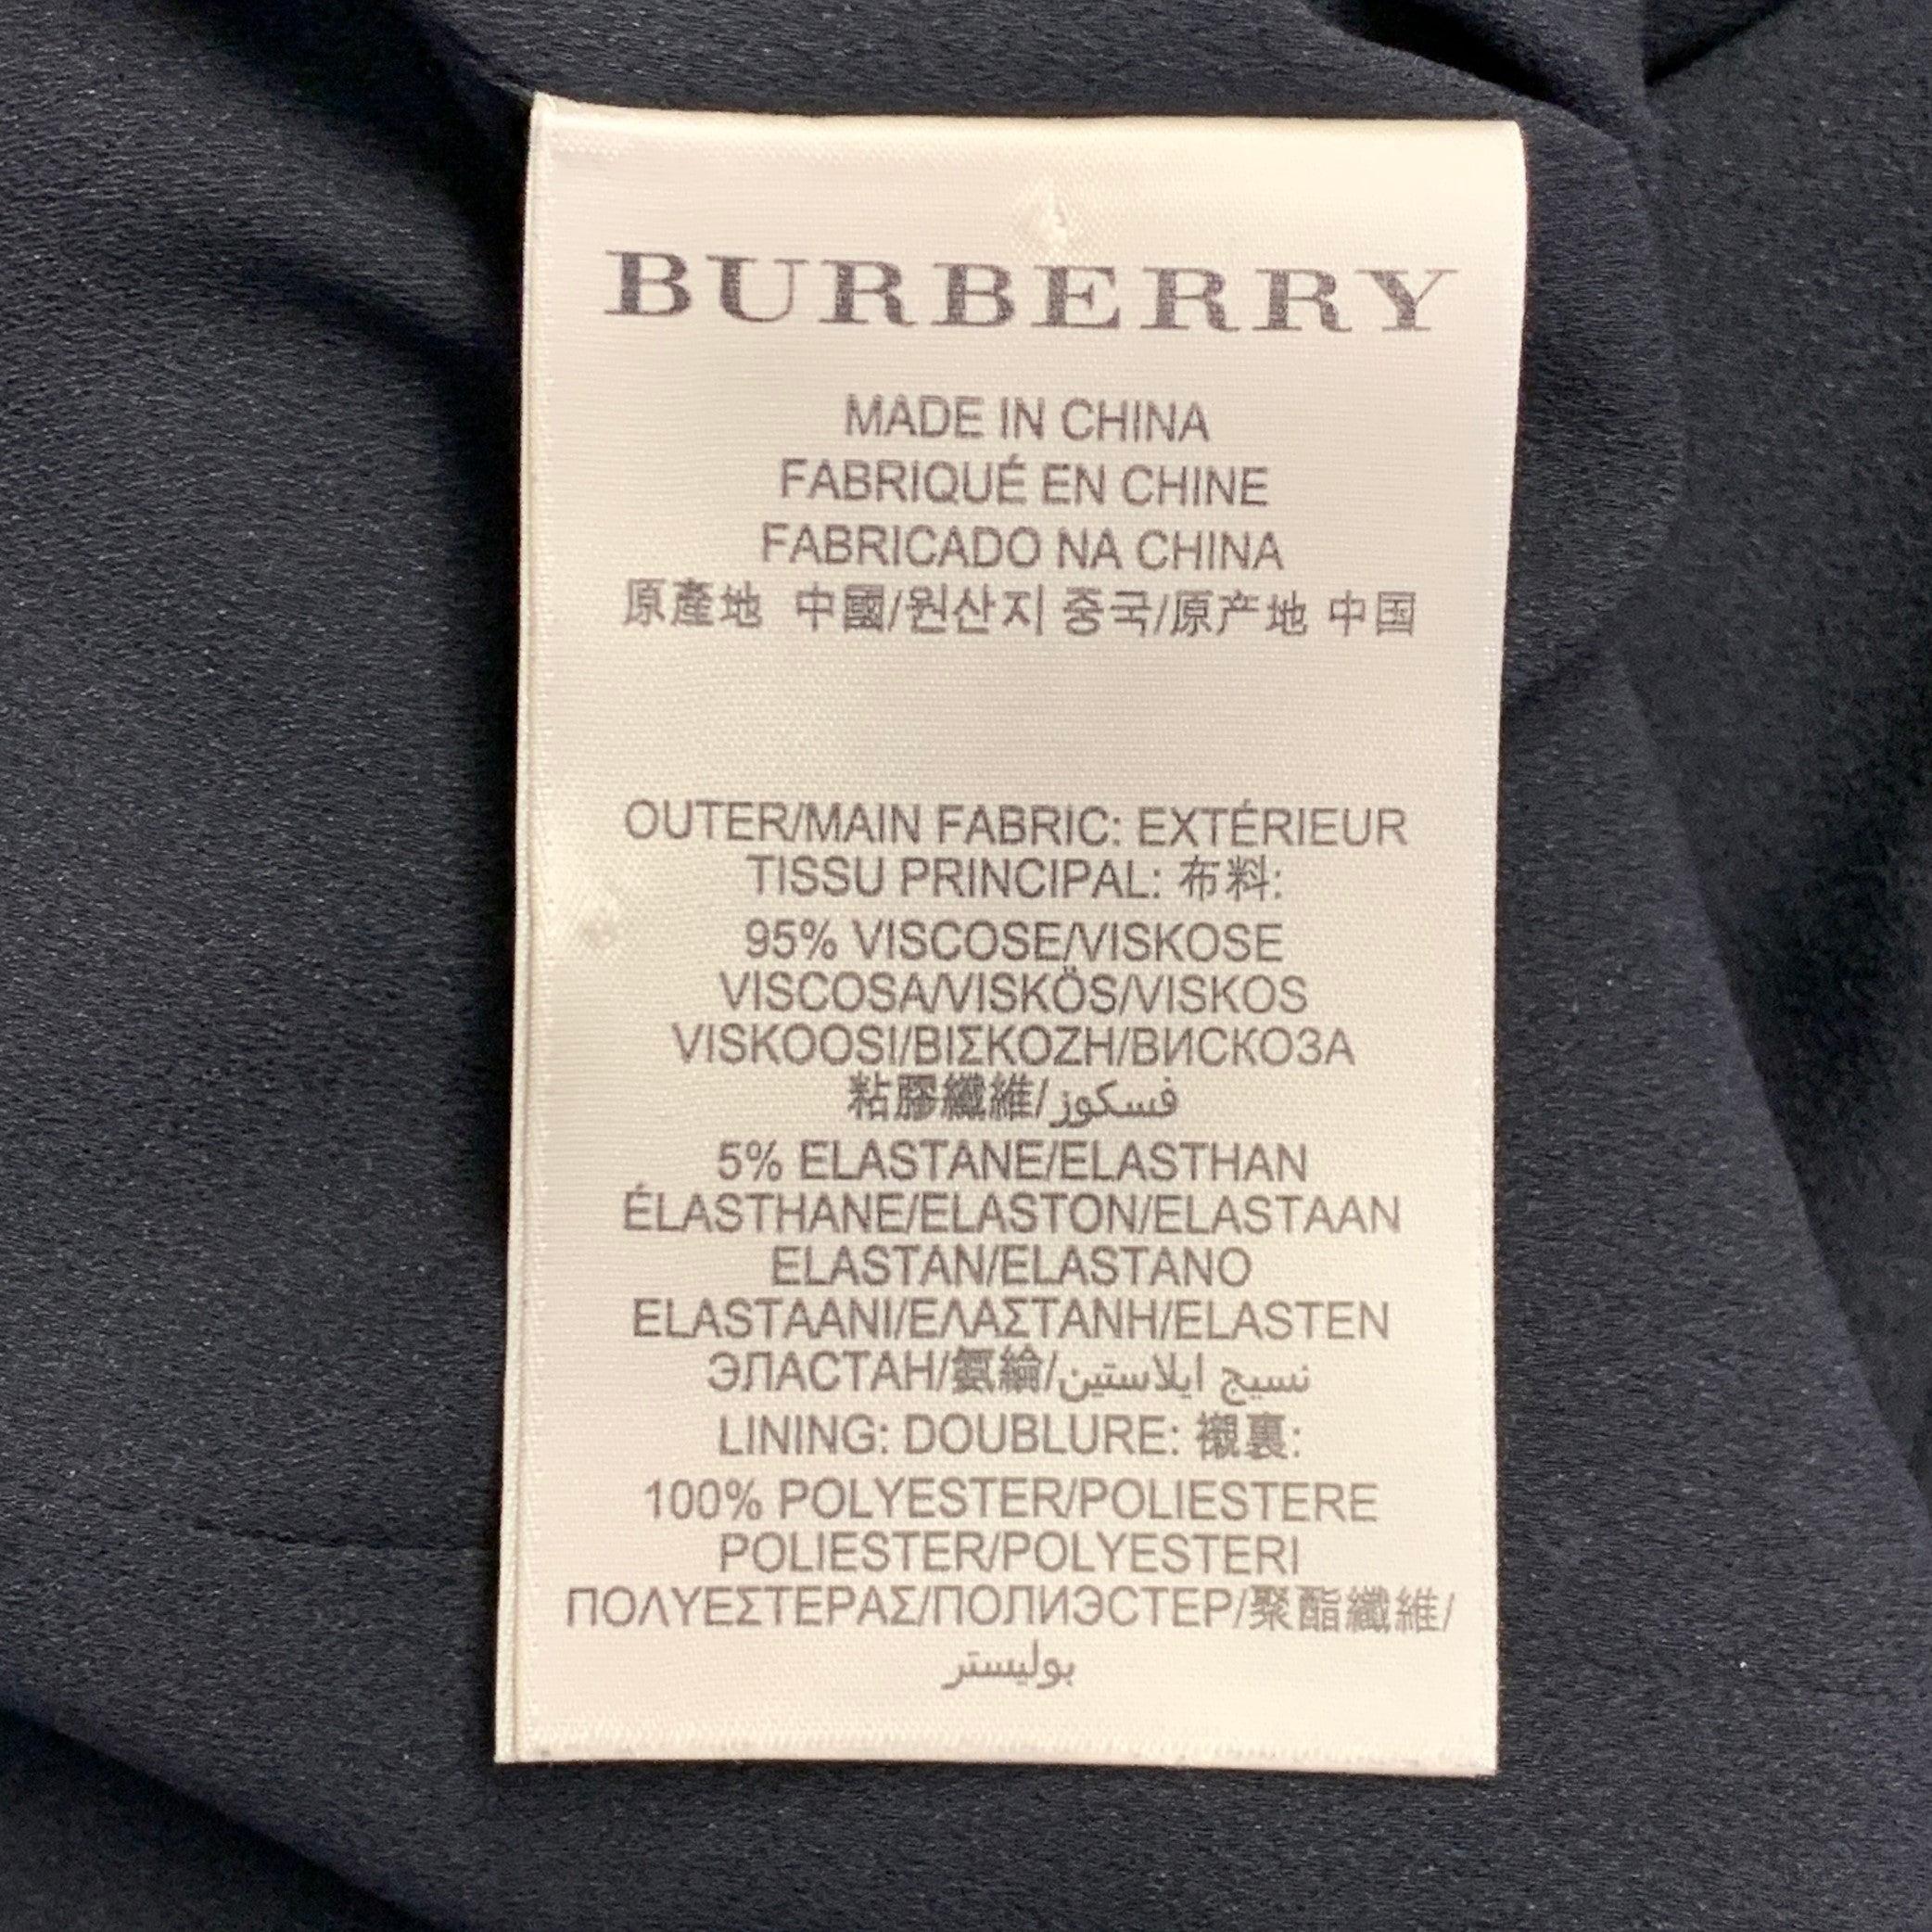 BURBERRY
MADE IN CHINA
FABRIQUÉ EN CHINE
FABRICADO NA CHINA
原產地 中國/원산지 중국/原产地 中国
OUTER/MAIN FABRIC: EXTÉRIEUR
TISSU PRINCIPAL: 布料:
95% VISCOSE/VISKOSE
VISCOSA/VISKÖS/VISKOS
VISKOOSI/ΒΙΣΚΟΖΗ/ВИСКОЗА
粘膠纖維/فسكوز
5% ELASTANE/ELASTHAN
ÉLASTHANE/ELASTON/ELASTAAN
ELASTAN/ELASTANO
ELASTAANI/ΕΛΑΣΤΑΝΗ/ELASTEN
ЭЛАСТАН/氨綸/نسيج ايلاستين
LINING: DOUBLURE: 襯裏:
100% POLYESTER/POLIESTERE
POLIESTER/POLYESTERI
ΠΟΛΥΕΣΤΕΡΑΣ/ПОЛИЭСТЕР/聚酯纖維/
بوليستر